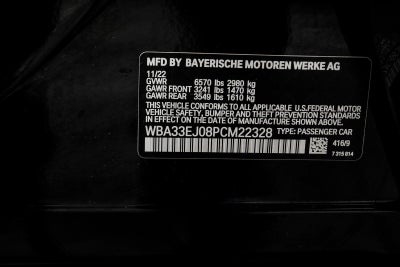 MFD BY BAYERISCHE MOTOREN WERKE AG
11/22
GVWR 6570 lbs 2980 kg
GAWR FRONT 3241 lbs 1470 kg
GAWR REAR 3549 lbs 1610 kg
THIS VEHICLE CONFORMS TO ALL APPLICABLE U.S.FEDERAL MOTOR
VEHICLE SAFETY, BUMPER AND THEFT PREVENTION STANDARDS IN
EFFECT ON THE DATE OF MANUFACTURE SHOWN ABOVE.
WBA33EJ08PCM22328 TYPE: PASSENGER CAR
416/9
7 315 814